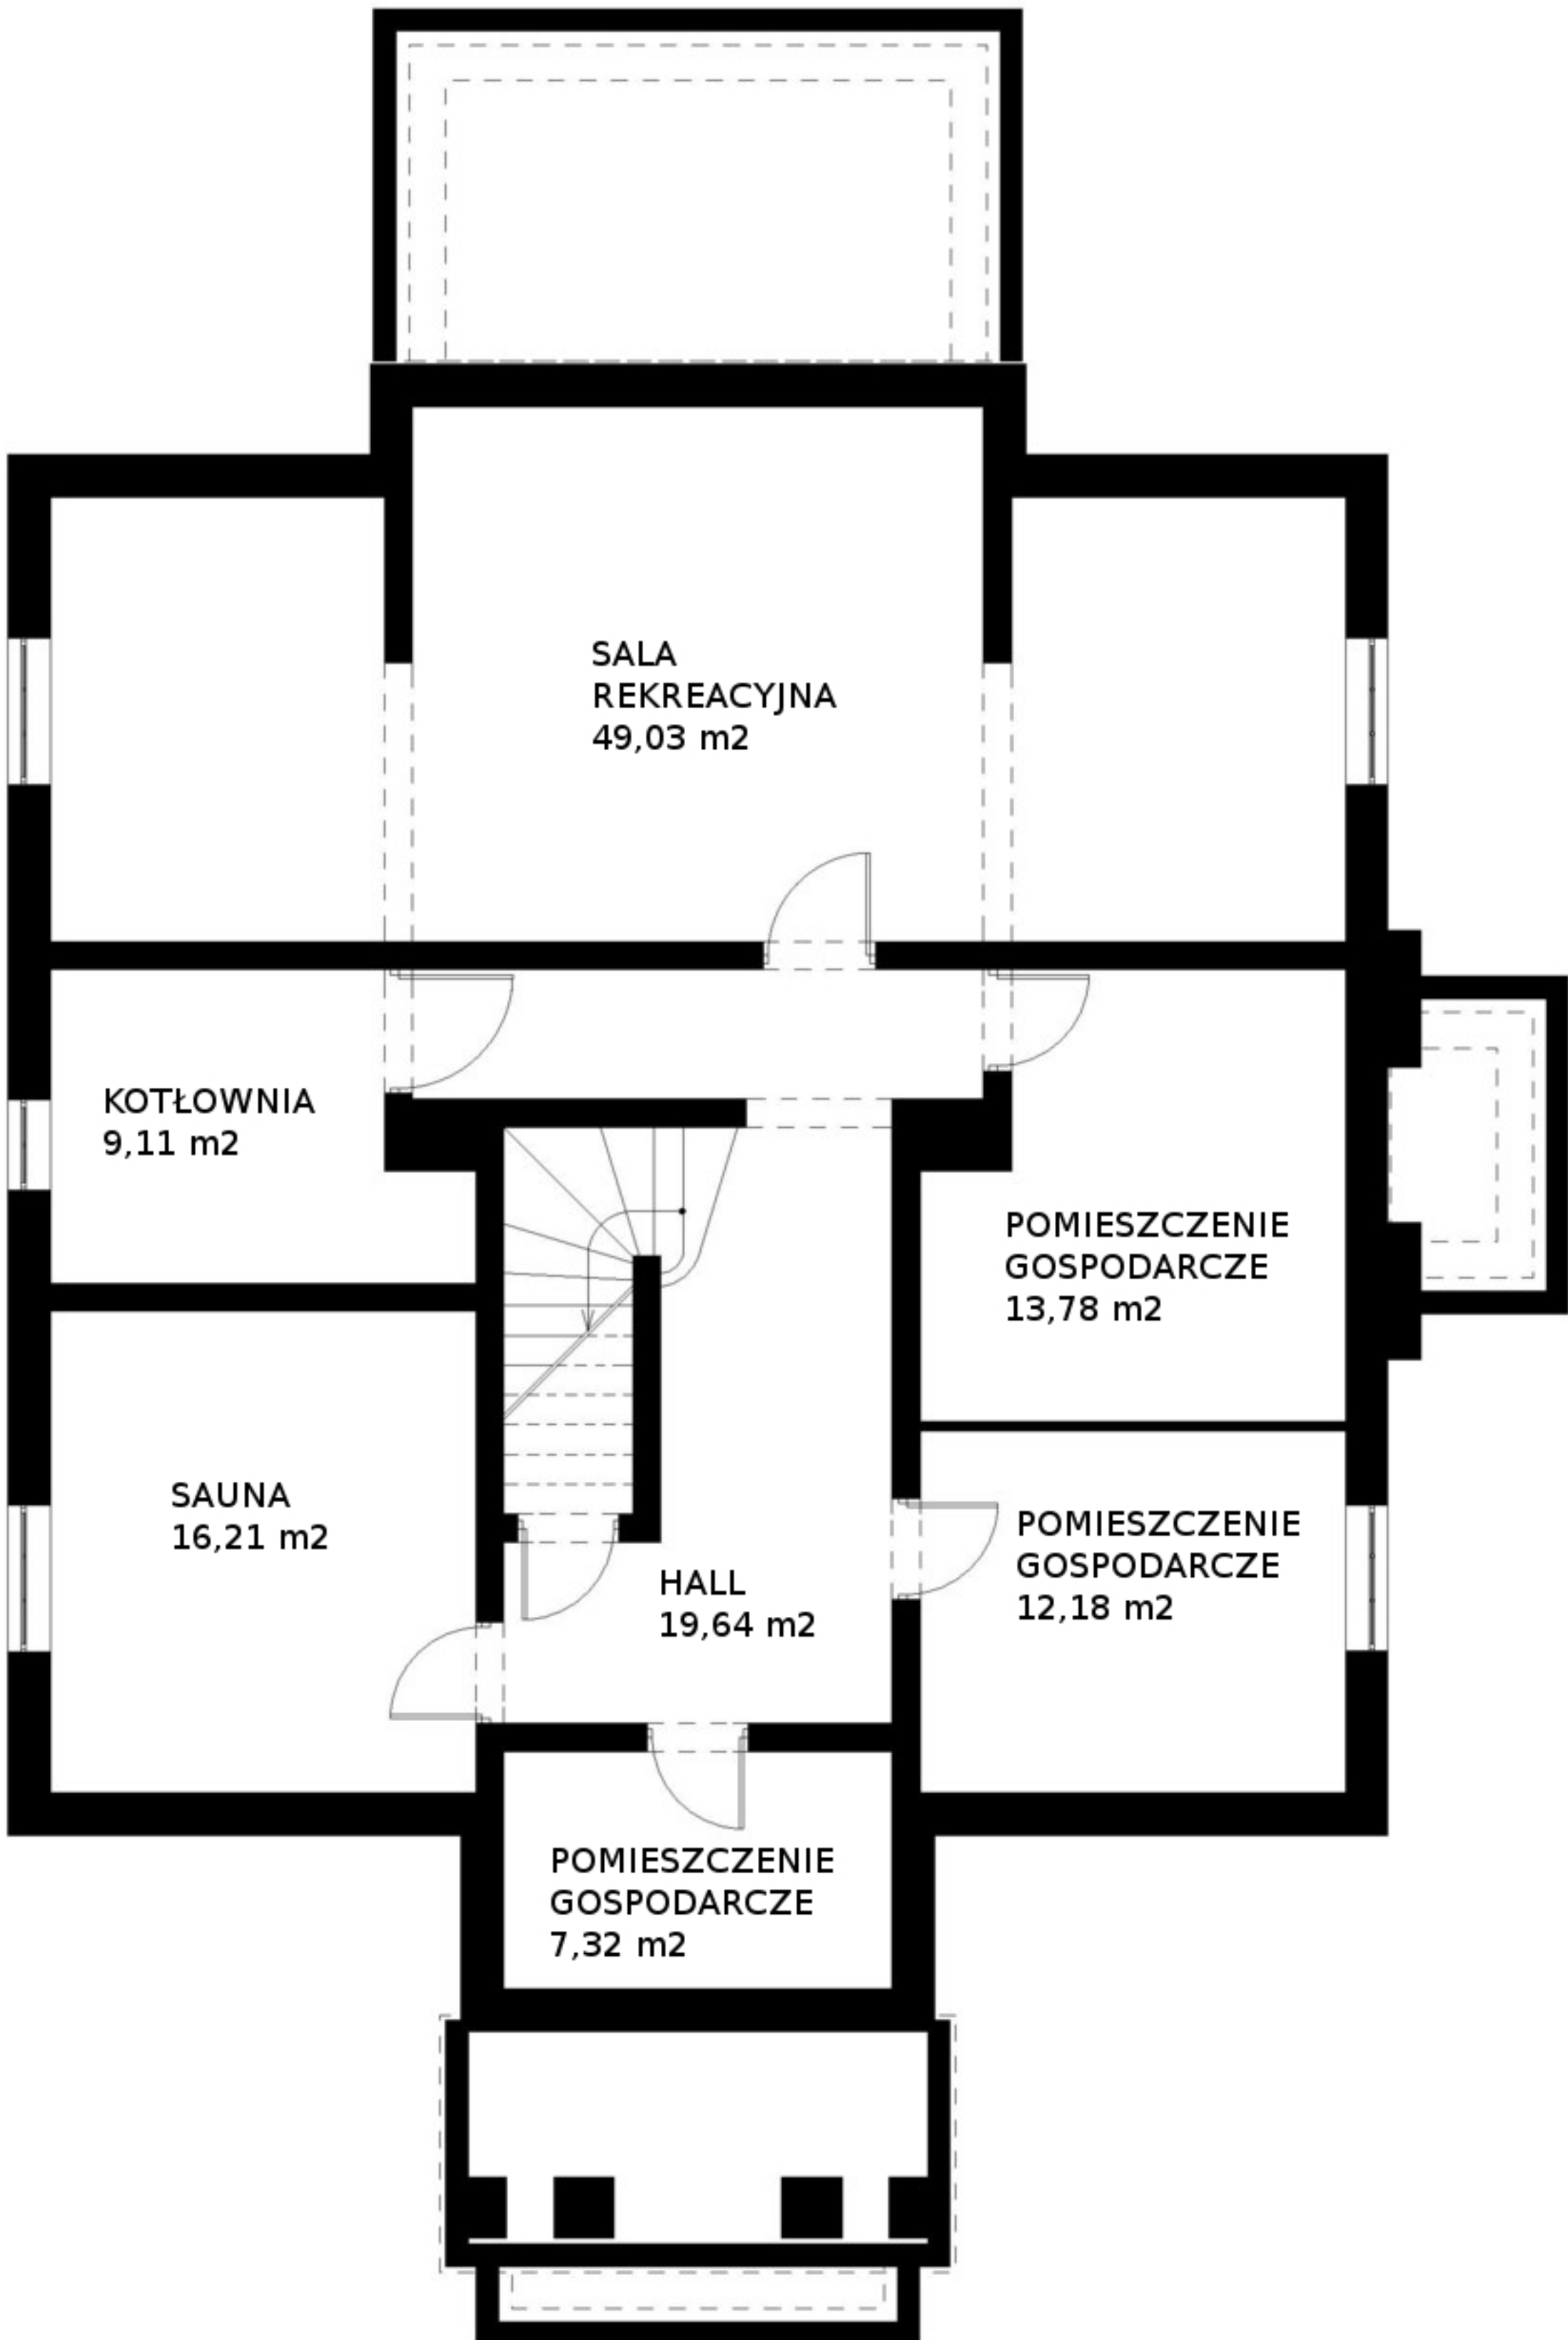 SALA
REKREACYJNA
49,03 m2
KOTŁOWNIA
9,11 m2
POMIESZCZENIE
GOSPODARCZE
13,78 m2
SAUNA
16,21 m2
POMIESZCZENIE
GOSPODARCZE
12,18 m2
HALL
19,64 m2
POMIESZCZENIE
GOSPODARCZE
7,32 m2